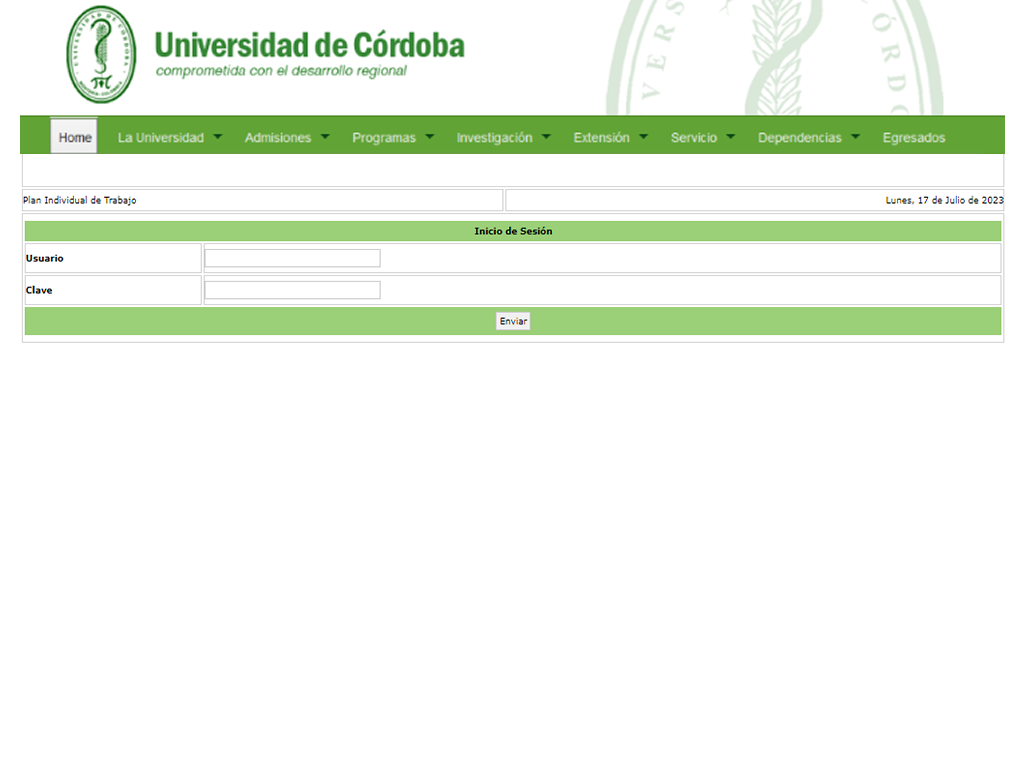 Universidad de Córdoba
comprometida con el desarrollo regional
Home La Universidad Admisiones Programas Investigación Extensión Servicio Dependencias Egresados
Plan Individual de Trabajo
Lunes, 17 de Julio de 2023
Inicio de Sesión
Usuario
Clave
Enviar